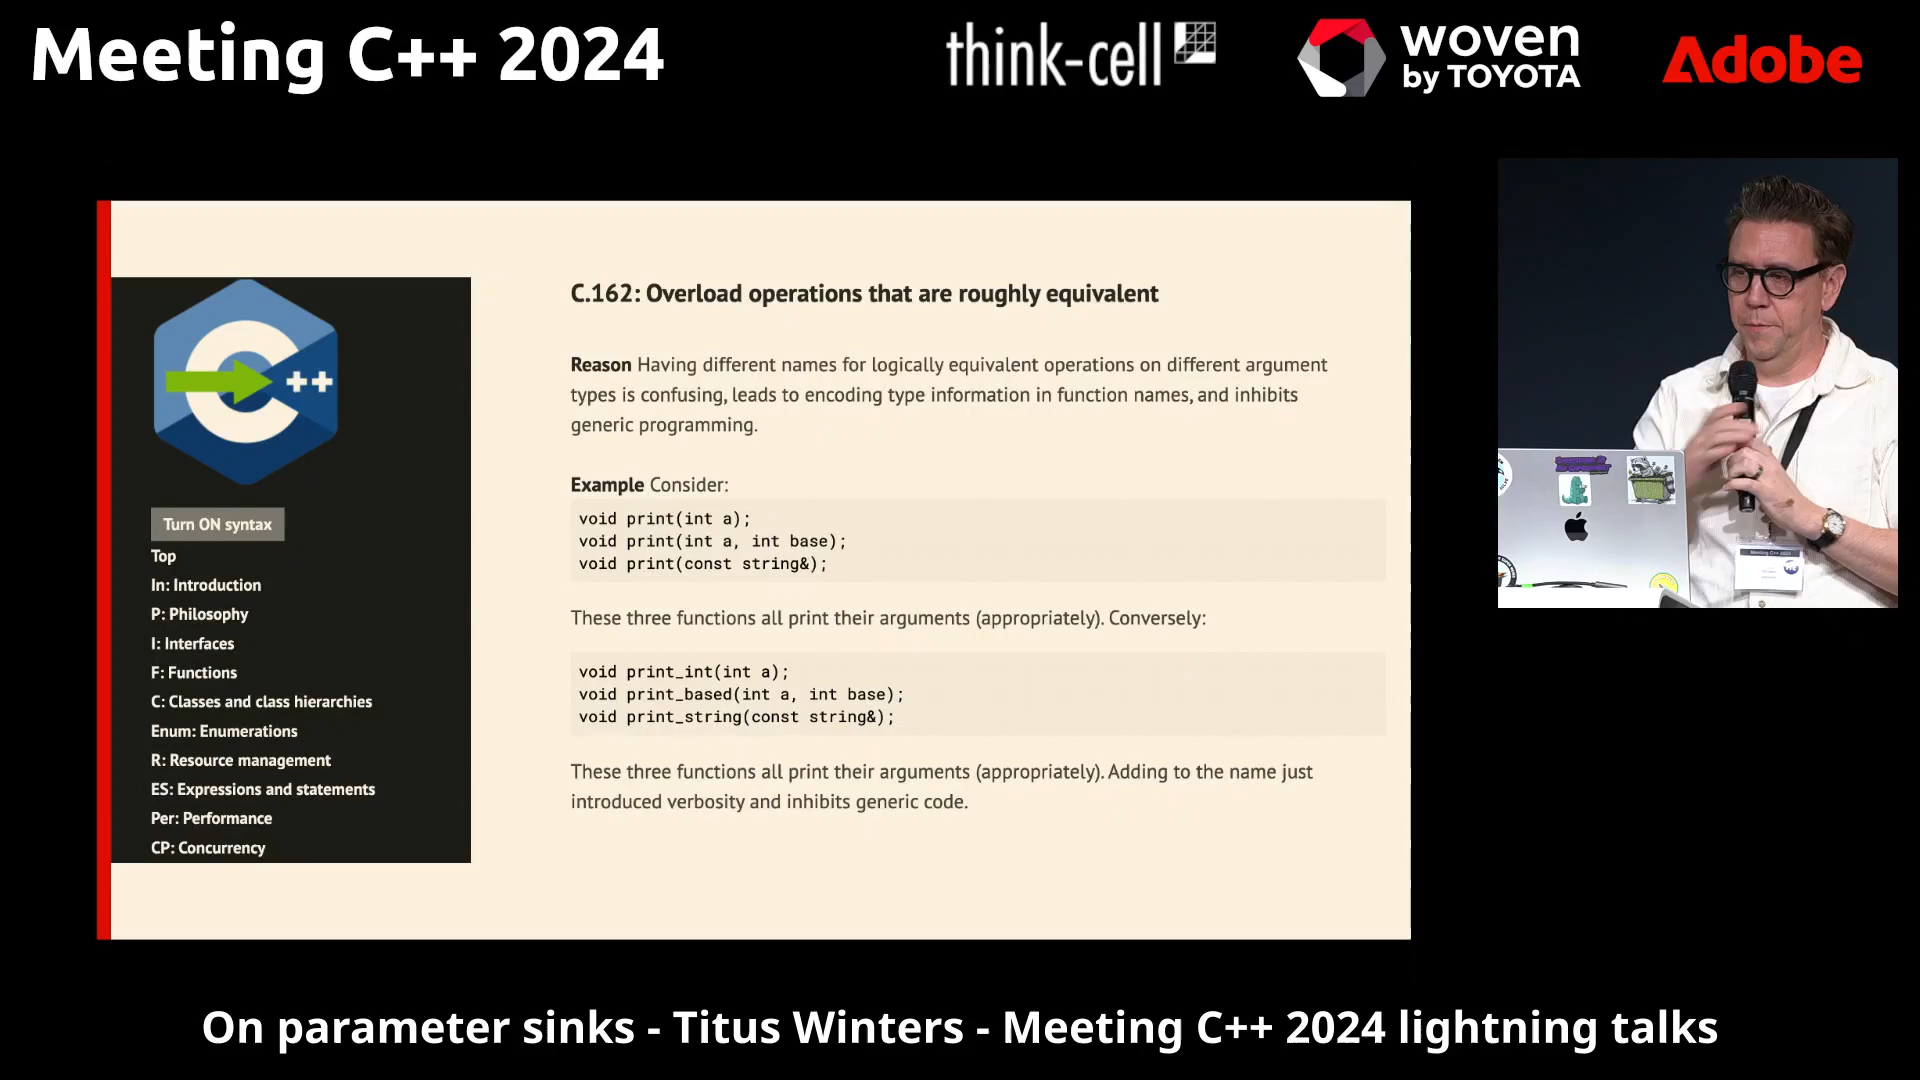 Meeting C++ 2024
think-cell
woven
by TOYOTA
Adobe
C.162: Overload operations that are roughly equivalent
Reason Having different names for logically equivalent operations on different argument
types is confusing, leads to encoding type information in function names, and inhibits
generic programming.
Example Consider:
void print(int a);
void print(int a, int base);
void print(const string&);
These three functions all print their arguments (appropriately). Conversely:
void print_int(int a);
void print_based(int a, int base);
void print_string(const string&);
These three functions all print their arguments (appropriately). Adding to the name just
introduced verbosity and inhibits generic code.
++
Turn ON syntax
Top
In: Introduction
P: Philosophy
I: Interfaces
F: Functions
C: Classes and class hierarchies
Enum: Enumerations
R: Resource management
ES: Expressions and statements
Per: Performance
CP: Concurrency
Meeting C++ 2024
On parameter sinks - Titus Winters - Meeting C++ 2024 lightning talks